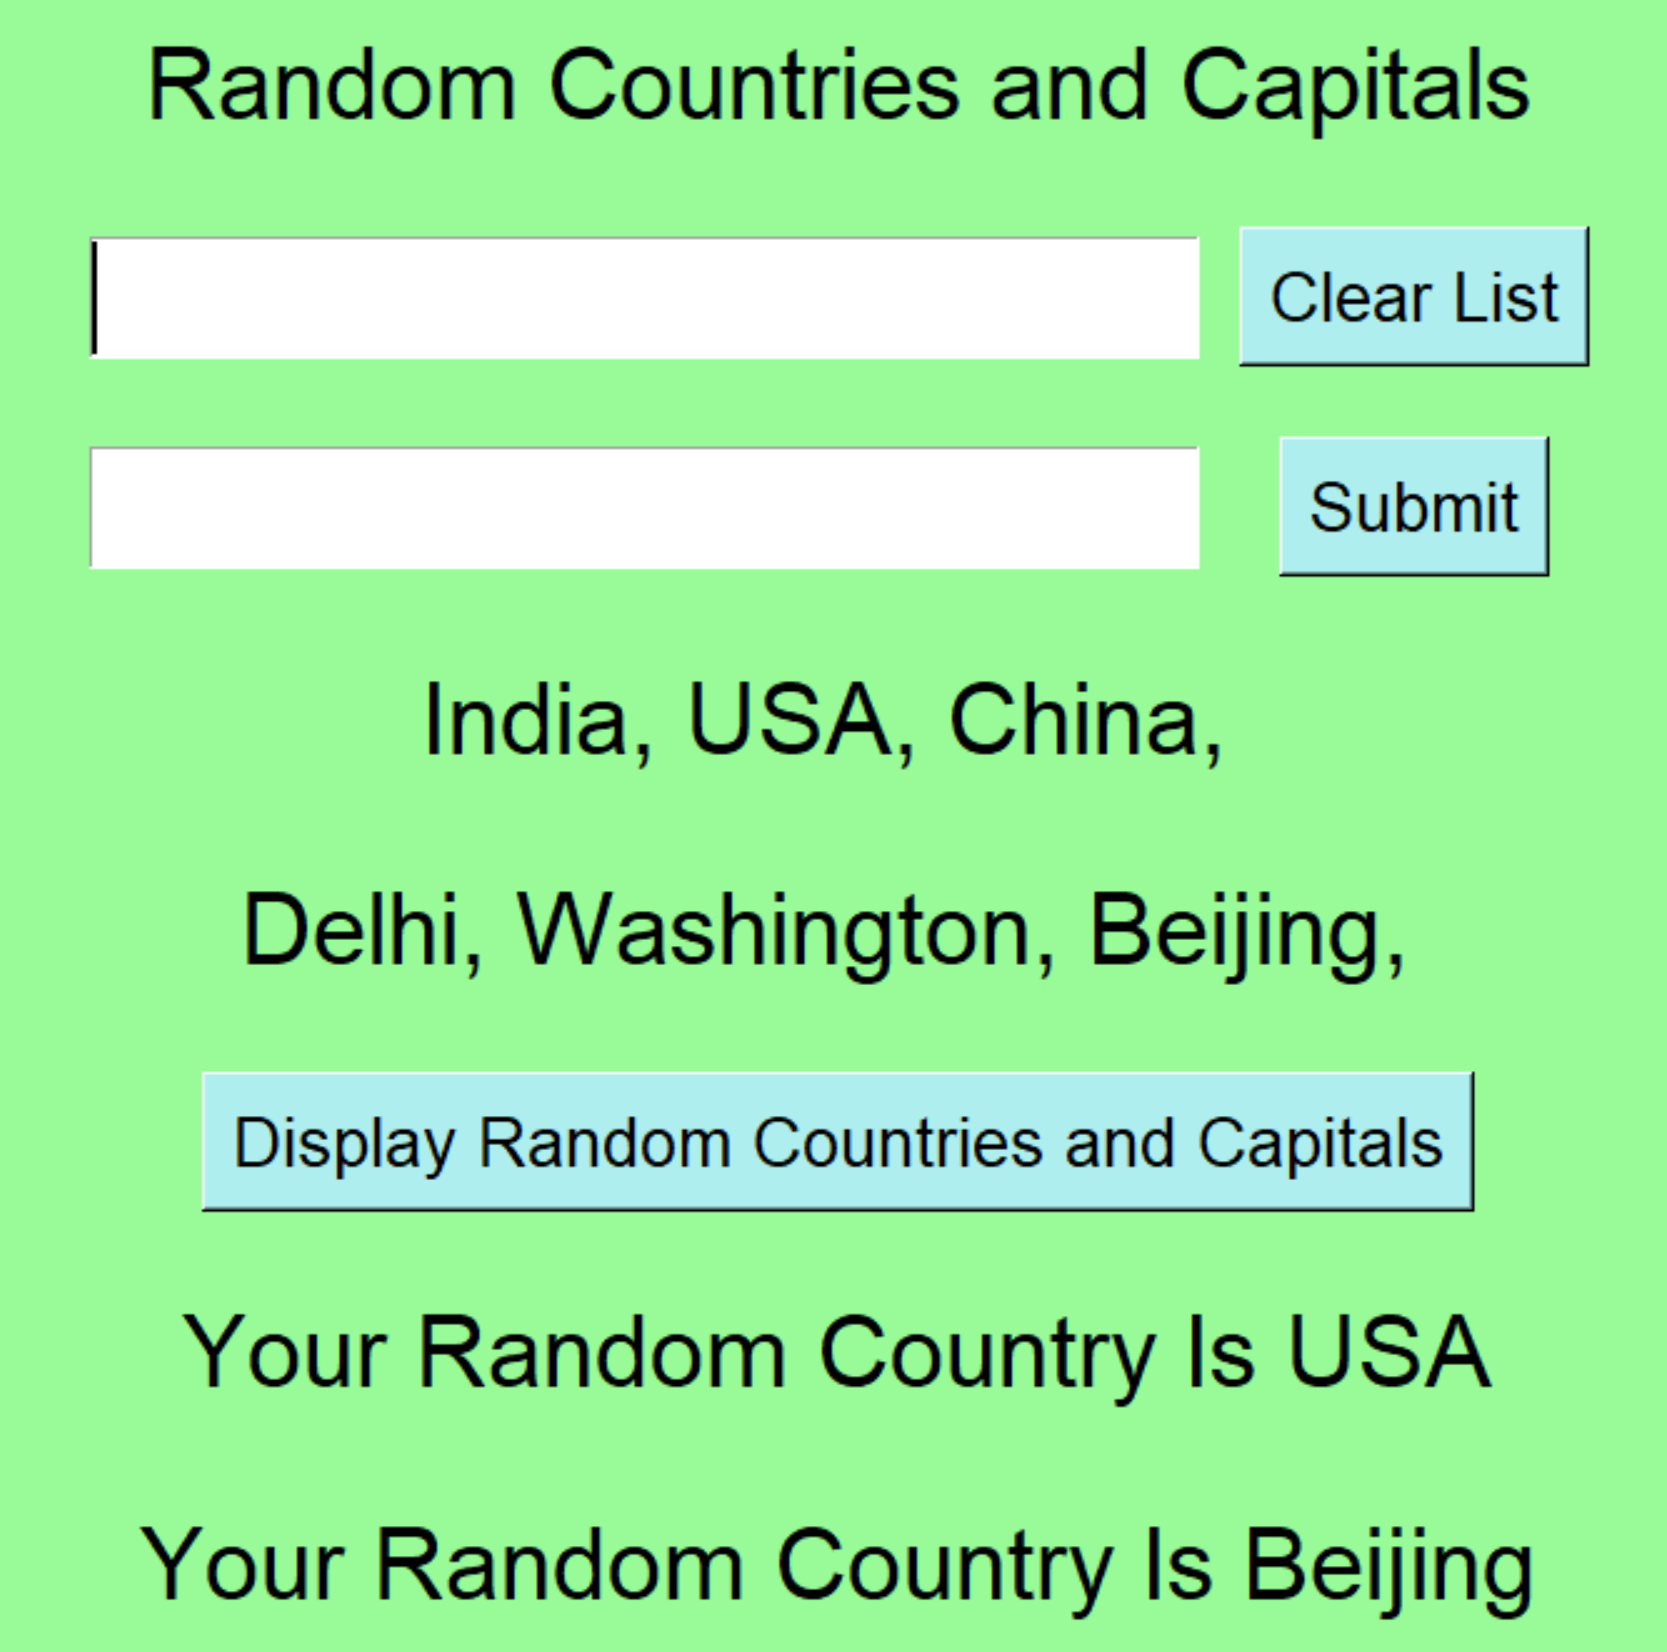 Random Countries and Capitals
Clear List
Submit
India, USA, China,
Delhi, Washington, Beijing,
Display Random Countries and Capitals
Your Random Country Is USA
Your Random Country Is Beijing